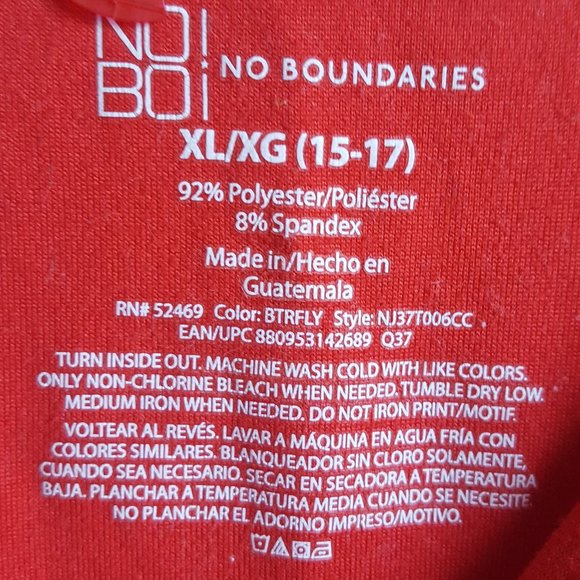 NO
BO
NO BOUNDARIES
XL/XG (15-17)
92% Polyester/Poliéster
8% Spandex
Made in/Hecho en
Guatemala
RN# 52469 Color: BTRFLY Style: NJ37T006CC
EAN/UPC 880953142689 Q37
TURN INSIDE OUT. MACHINE WASH COLD WITH LIKE COLORS.
ONLY NON-CHLORINE BLEACH WHEN NEEDED. TUMBLE DRY LOW.
MEDIUM IRON WHEN NEEDED. DO NOT IRON PRINT/MOTIF.
VOLTEAR AL REVÉS. LAVAR A MÁQUINA EN AGUA FRÍA CON
COLORES SIMILARES. BLANQUEADOR SIN CLORO SOLAMENTE,
CUANDO SEA NECESARIO. SECAR EN SECADORA A TEMPERATURA
BAJA. PLANCHAR A TEMPERATURA MEDIA CUANDO SE NECESITE.
NO PLANCHAR EL ADORNO IMPRESO/MOTIVO.